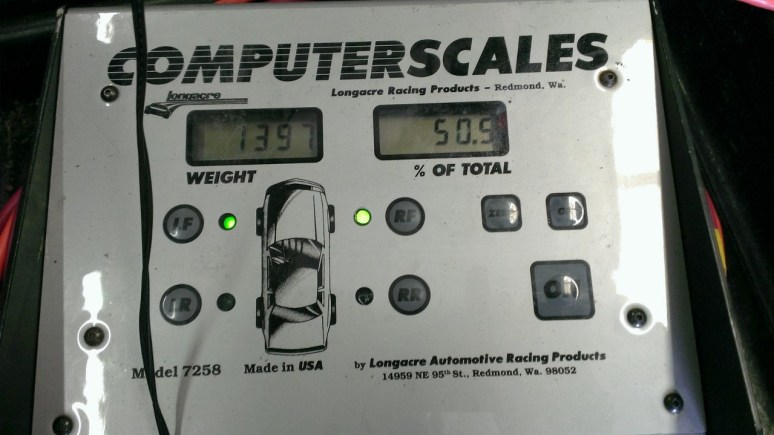 COMPUTERSCALES
longacre
Longacre Racing Products – Redmond, Wa.
1397
50.9
WEIGHT
% OF TOTAL
LF
RF
ZERO
LR
RR
Model 7258
Made in USA
by Longacre Automotive Racing Products
14959 NE 95th St., Redmond, Wa. 98052